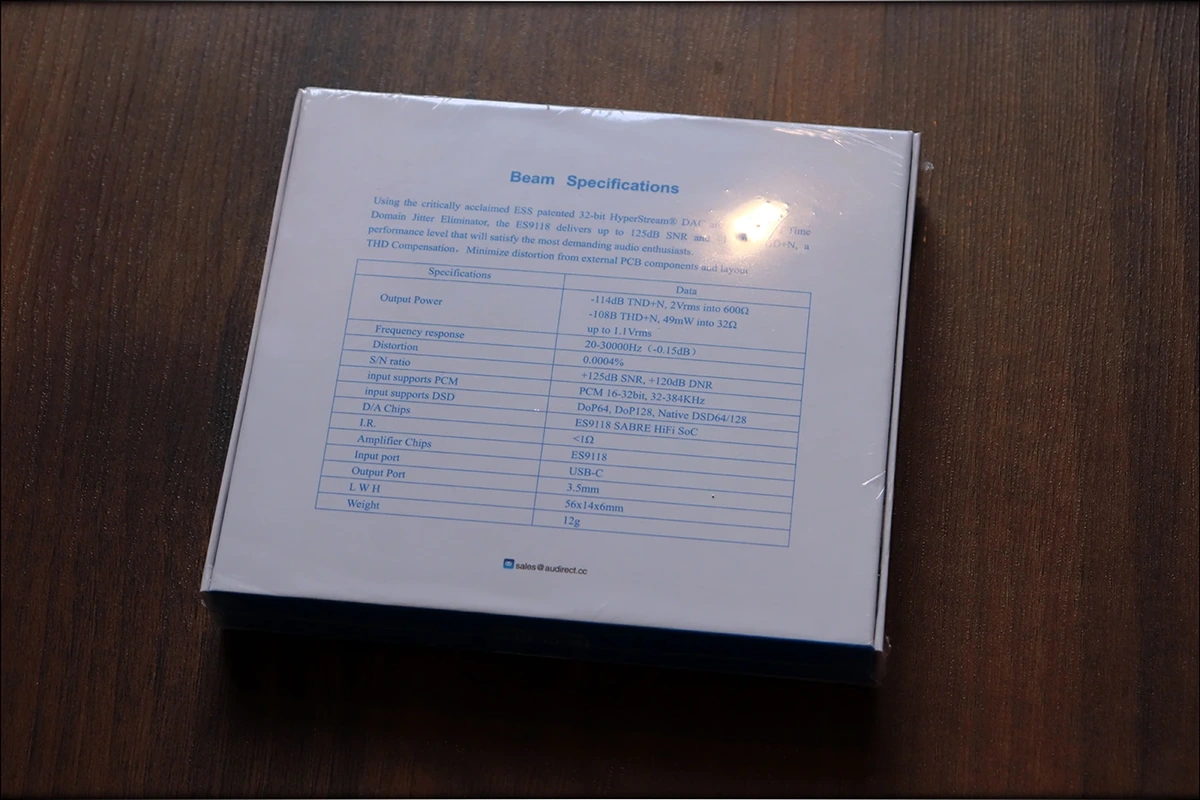 Beam Specifications
Using the critically acclaimed ESS patented 32-bit HyperStream® DAC Time
Domain Jitter Eliminator, the ES9118 delivers up to 125dB SNR and a
performance level that will satisfy the most demanding audio enthusiasts.
THD Compensation, Minimize distortion from external PCB components and layout
Specifications Data
Output Power -114dB TND+N, 2Vrms into 600Ω
-108B THD+N, 49mW into 32Ω
up to 1.1Vrms
Frequency response 20-30000Hz (-0.15dB)
Distortion 0.0004%
S/N ratio +125dB SNR, +120dB DNR
input supports PCM PCM 16-32bit, 32-384KHz
input supports DSD DoP64, DoP128, Native DSD64/128
D/A Chips ES9118 SABRE HiFi SoC
I.R. <1Ω
Amplifier Chips ES9118
Input port USB-C
Output Port 3.5mm
L W H 56x14x6mm
Weight 12g
sales@audirect.cc